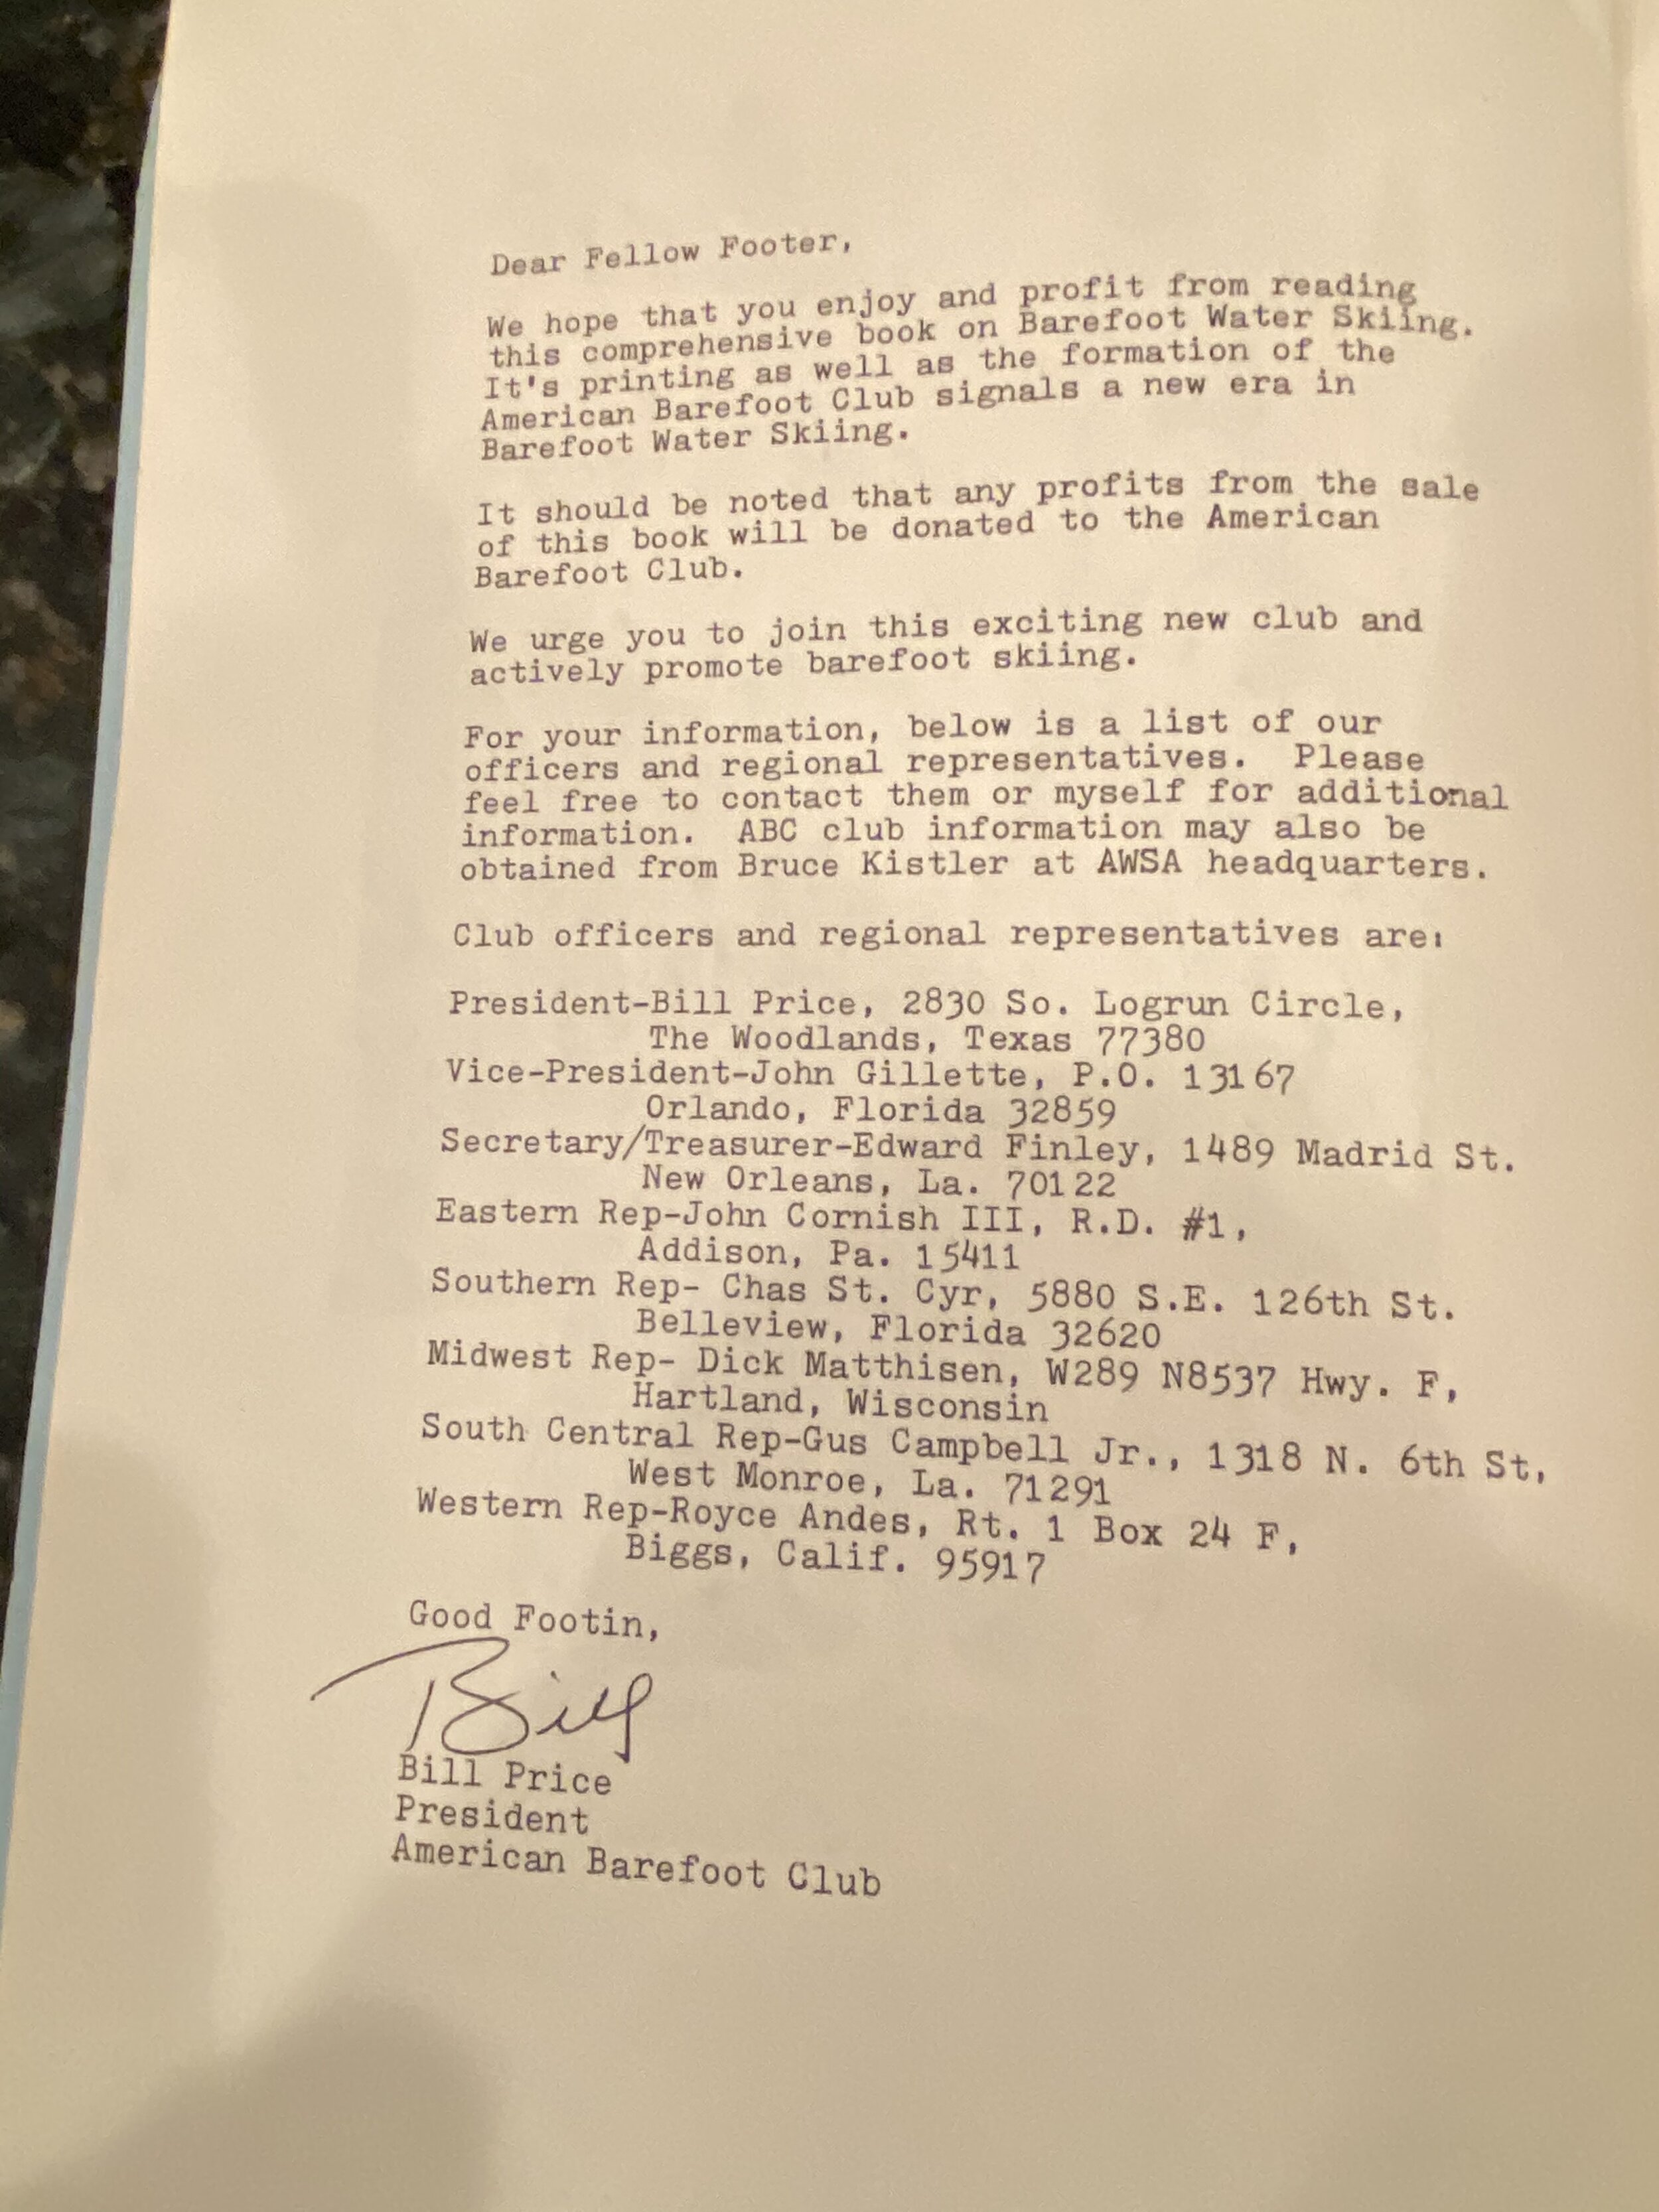 Dear Fellow Footer,
We hope that you enjoy and profit from reading
this comprehensive book on Barefoot Water Skiing.
It's printing as well as the formation of the
American Barefoot Club signals a new era in
Barefoot Water Skiing.
It should be noted that any profits from the sale
of this book will be donated to the American
Barefoot Club.
We urge you to join this exciting new club and
actively promote barefoot skiing.
For your information, below is a list of our
officers and regional representatives. Please
feel free to contact them or myself for additional
information. ABC club information may also be
obtained from Bruce Kistler at AWSA headquarters.
Club officers and regional representatives are:
President-Bill Price, 2830 So. Logrun Circle,
The Woodlands, Texas 77380
Vice-President-John Gillette, P.O. 13167
Orlando, Florida 32859
Secretary/Treasurer-Edward Finley, 1489 Madrid St.
New Orleans, La. 70122
Eastern Rep-John Cornish III, R.D. #1,
Addison, Pa. 15411
Southern Rep- Chas St. Cyr, 5880 S.E. 126th St.
Belleview, Florida 32620
Midwest Rep- Dick Matthisen, W289 N8537 Hwy. F,
Hartland, Wisconsin
South Central Rep-Gus Campbell Jr., 1318 N. 6th St,
West Monroe, La. 71291
Western Rep-Royce Andes, Rt. 1 Box 24 F,
Biggs, Calif. 95917
Good Footin,
Bill
Bill Price
President
American Barefoot Club